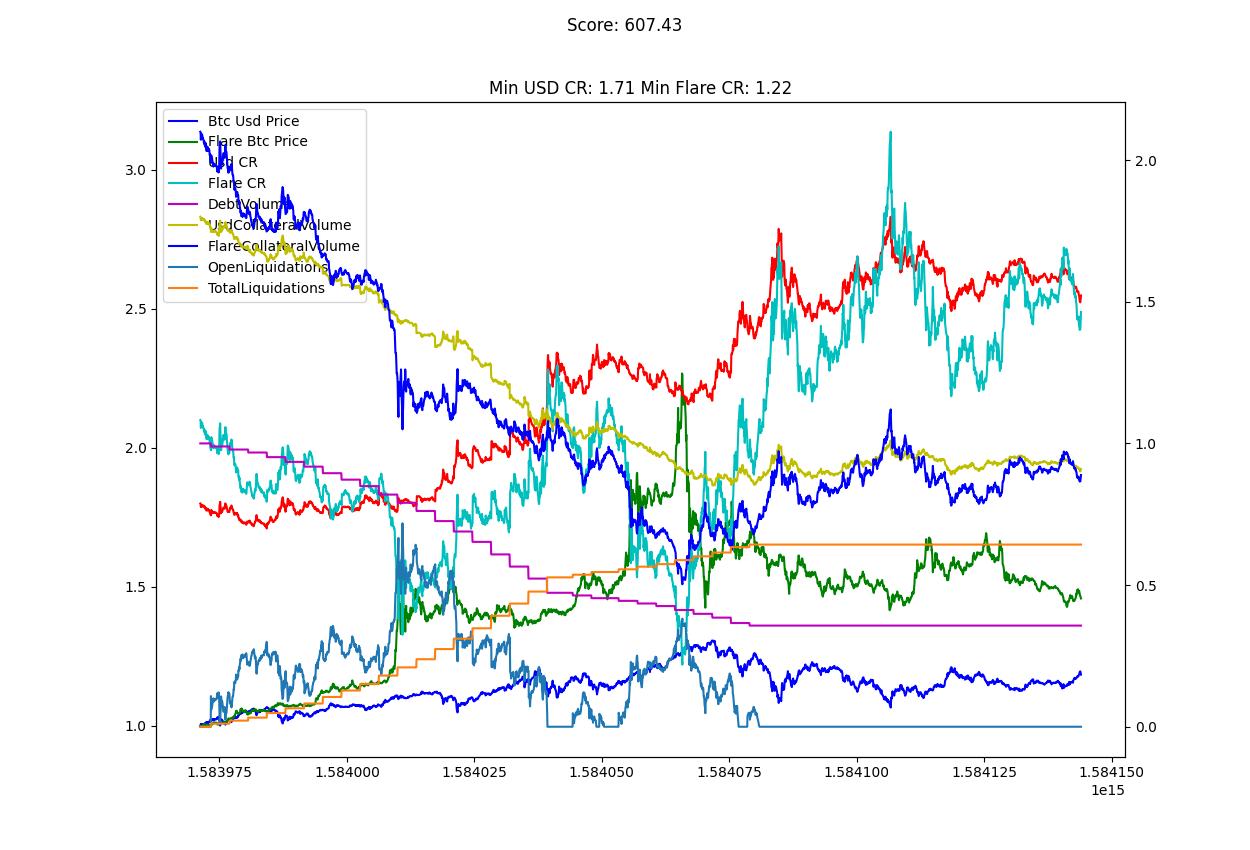 Score: 607.43
Min USD CR: 1.71 Min Flare CR: 1.22
Btc Usd Price
Flare Btc Price
Usd CR
Flare CR
DebtVolume
UsdCollateralVolume
FlareCollateralVolume
OpenLiquidations
TotalLiquidations
3.0
2.5
2.0
1.5
1.0
2.0
1.5
1.0
0.5
0.0
1.583975 1.584000 1.584025 1.584050 1.584075 1.584100 1.584125 1.584150
1e15